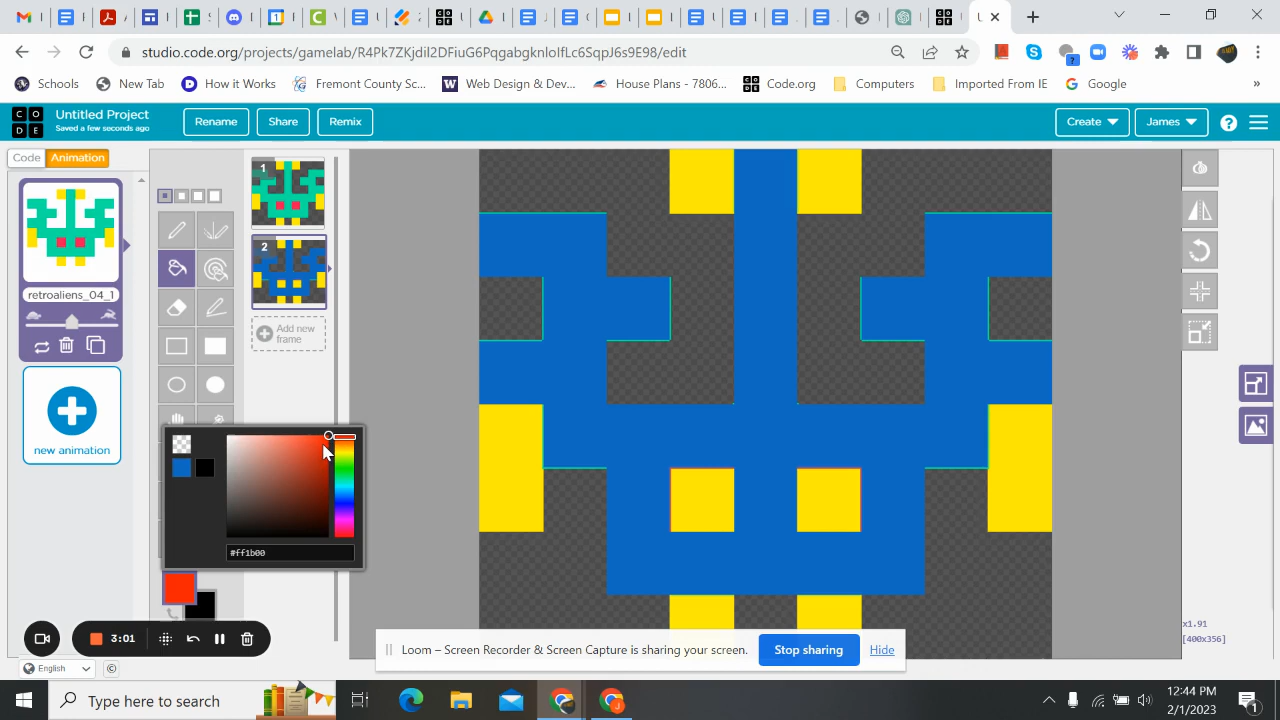 studio.code.org/projects/gamelab/R4Pk7ZKjdil2DFiuG6PqgabgknloIfLc6SqpJ6s9E98/edit
Schools
New Tab
How it Works
Fremont County Sc...
W
Web Design & Dev...
House Plans - 7806...
Code.org
Computers
Imported From IE
Google
»
C O
D E
Untitled Project
Saved a few seconds ago
Rename
Share
Remix
Create
James
?
Code
Animation
1
2
retroaliens_04_1
Add new
frame
new animation
#ff1b00
x1.91
[400x356]
3:01
Loom – Screen Recorder & Screen Capture is sharing your screen.
Stop sharing
Hide
English
Type here to search
12:44 PM
2/1/2023
1